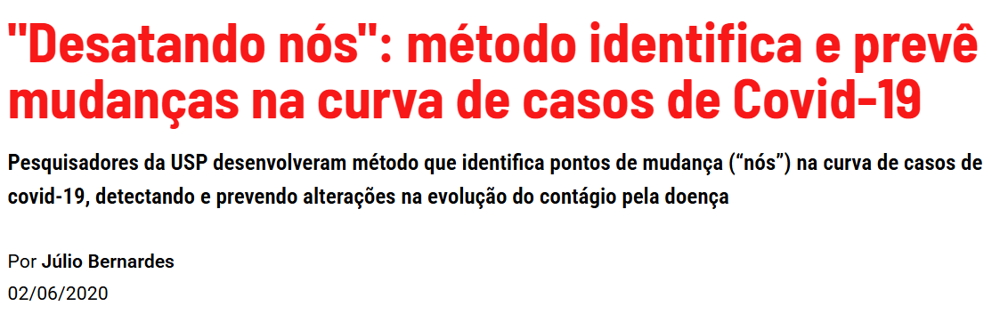 "Desatando nós": método identifica e prevê
mudanças na curva de casos de Covid-19
Pesquisadores da USP desenvolveram método que identifica pontos de mudança (“nós”) na curva de casos de
covid-19, detectando e prevendo alterações na evolução do contágio pela doença
Por Júlio Bernardes
02/06/2020